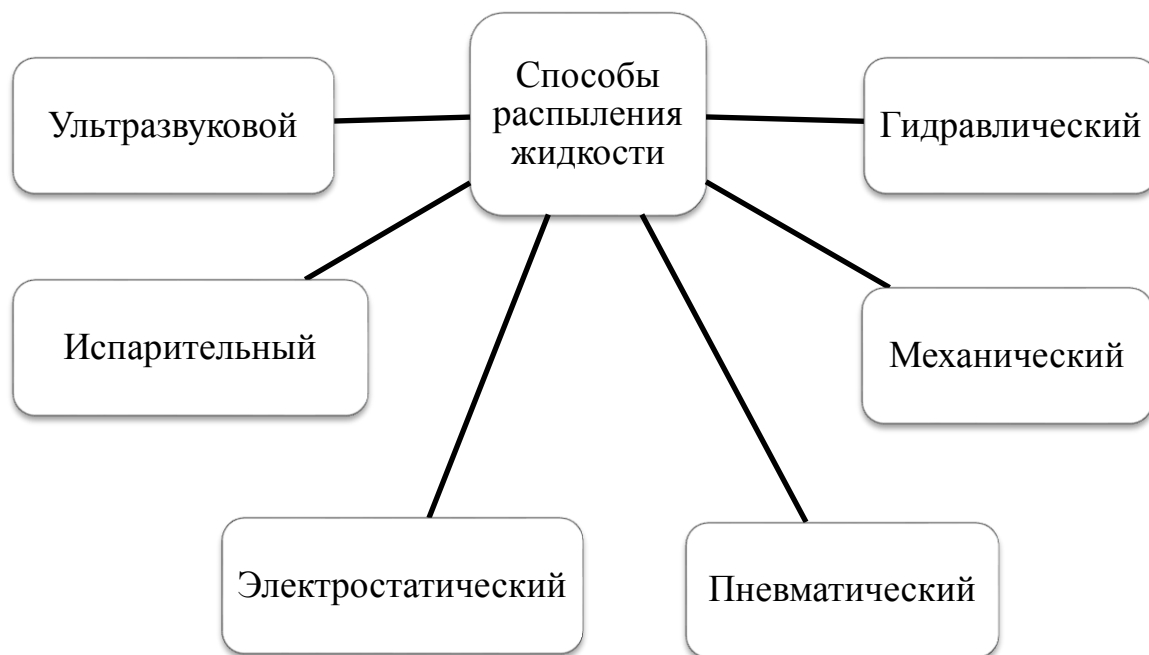 Способы
распыления
жидкости
Ультразвуковой
Гидравлический
Испарительный
Механический
Электростатический
Пневматический